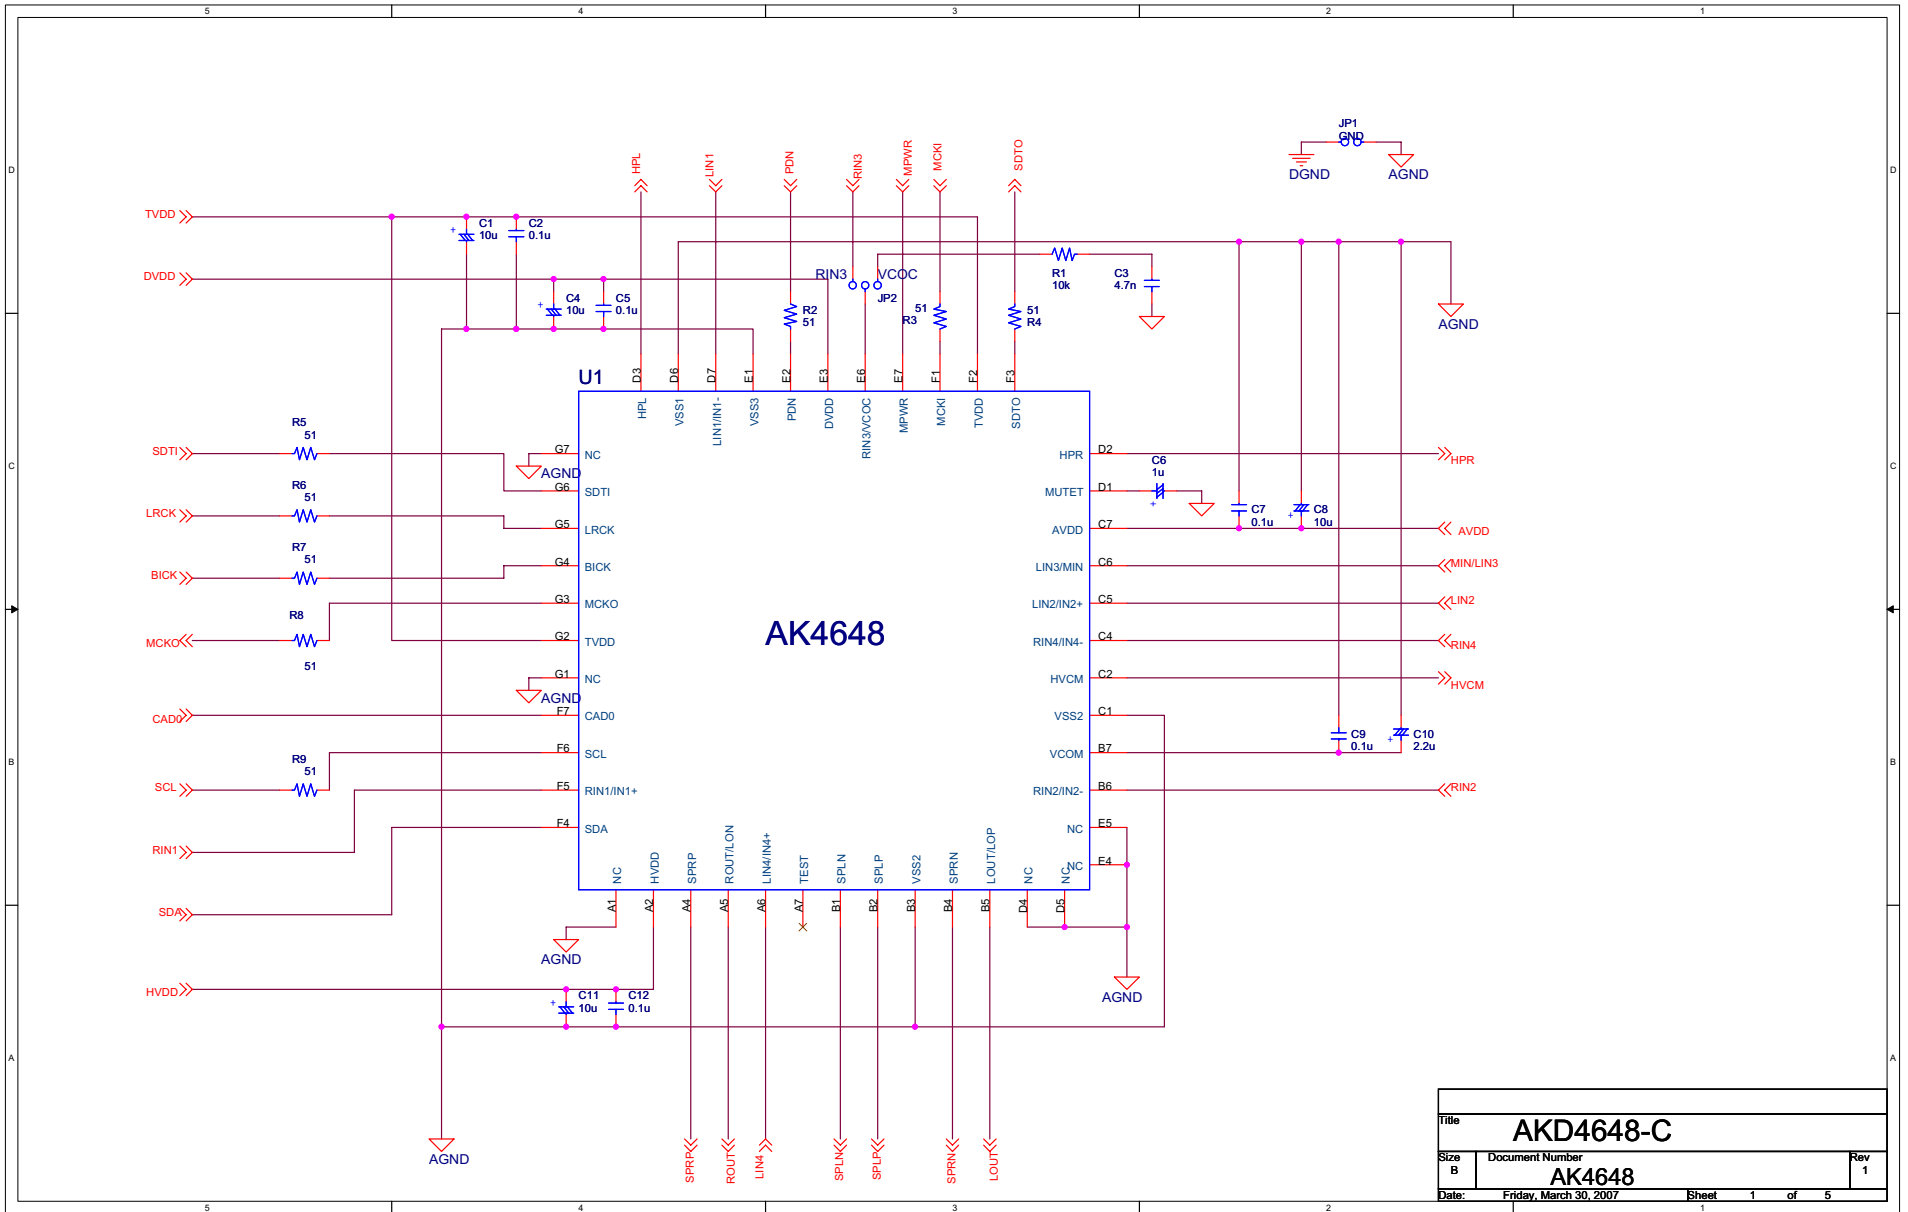 5 4 3 2 1
D D
C C
B B
A A
JP1
GND
DGND AGND
HPL LIN1 PDN RIN3 MPWR MCKI SDTO
TVDD
C1
10u
C2
0.1u
DVDD
C4
10u
C5
0.1u
RIN3 VCOC
JP2
R1
10k
C3
4.7n
R2
51
51
R3
51
R4
AGND
U1
D3 D6 D7 E1 E2 E3 E6 E7 F1 F2 F3
HPL VSS1 LIN1/IN1- VSS3 PDN DVDD RIN3/VCOC MPWR MCKI TVDD SDTO
R5
51
SDTI
G7 NC
AGND
G6 SDTI
R6
51
LRCK
G5 LRCK
R7
51
BICK
G4 BICK
G3 MCKO
R8
MCKO
51
G2 TVDD
G1 NC
AGND
CAD0
F7 CAD0
F6 SCL
R9
51
SCL
F5 RIN1/IN1+
F4 SDA
RIN1
SDA
AK4648
HPR D2 HPR
C6
1u
MUTET D1
C7
0.1u
C8
10u
AVDD C7 AVDD
LIN3/MIN C6 MIN/LIN3
LIN2/IN2+ C5 LIN2
RIN4/IN4- C4 RIN4
HVCM C2 HVCM
VSS2 C1
C9
0.1u
C10
2.2u
VCOM B7
RIN2/IN2- B6 RIN2
NC E5
NC E4
NC HVDD SPRP ROUT/LON LIN4/IN4+ TEST SPLN SPLP VSS2 SPRN LOUT/LOP NC NC
A1 A2 A4 A5 A6 A7 B1 B2 B3 B4 B5 D4 D5
AGND
AGND
HVDD
C11
10u
C12
0.1u
AGND
SPRP ROUT LIN4 SPLN SPLP SPRN LOUT
Title
AKD4648-C
Size
B
Document Number
AK4648
Rev
1
Date: Friday, March 30, 2007 Sheet 1 of 5
5 4 3 2 1